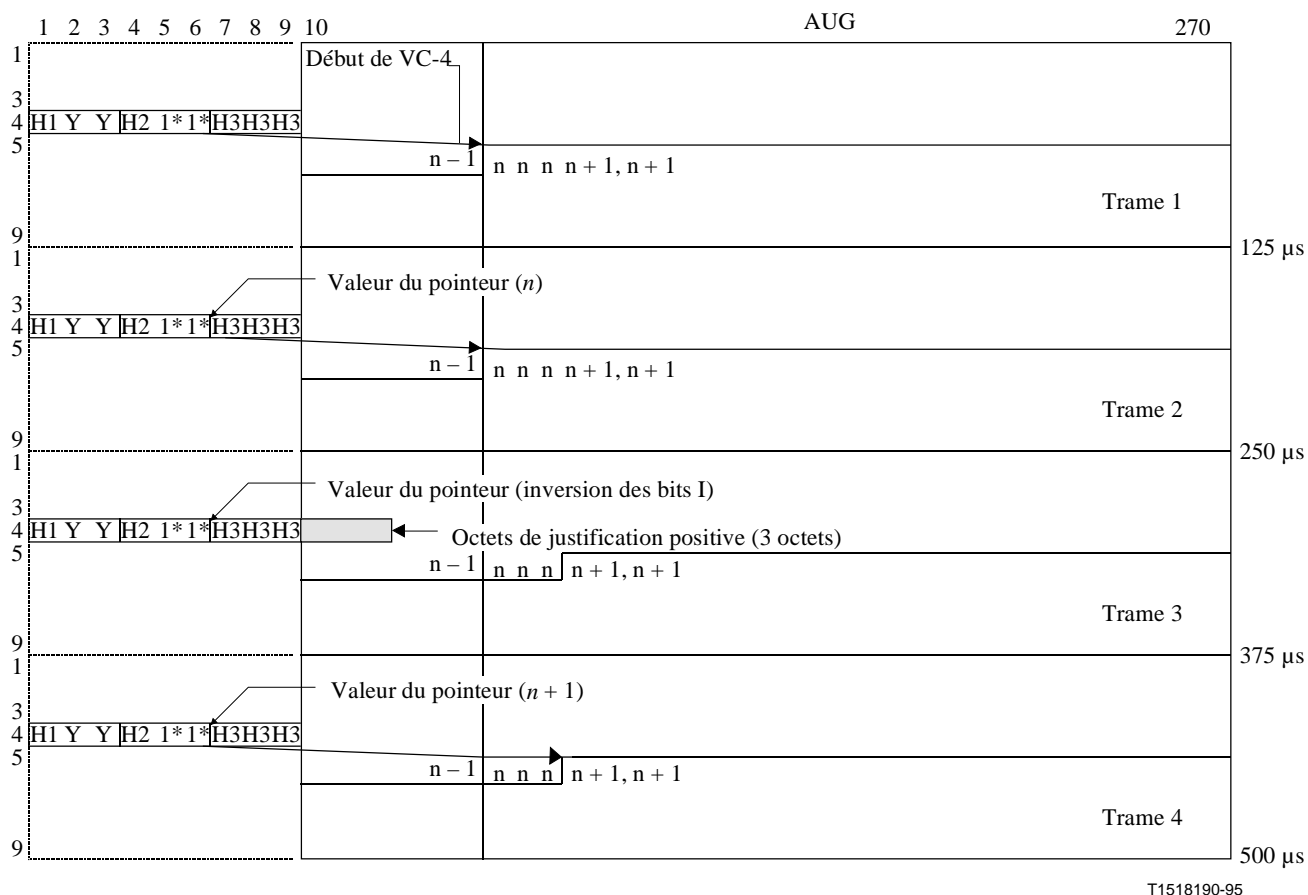 1 2 3 4 5 6 7 8 9 10 AUG 270
1
Début de VC-4
3
4 H1 Y Y H2 1* 1* H3 H3 H3
5
n – 1 n n n n + 1, n + 1
Trame 1
9
125 µs
1
Valeur du pointeur (n)
3
4 H1 Y Y H2 1* 1* H3 H3 H3
5
n – 1 n n n n + 1, n + 1
Trame 2
9
250 µs
1
Valeur du pointeur (inversion des bits I)
3
4 H1 Y Y H2 1* 1* H3 H3 H3
Octets de justification positive (3 octets)
5
n – 1 n n n n + 1, n + 1
Trame 3
9
375 µs
1
Valeur du pointeur (n + 1)
3
4 H1 Y Y H2 1* 1* H3 H3 H3
5
n – 1 n n n n + 1, n + 1
Trame 4
9
500 µs
T1518190-95